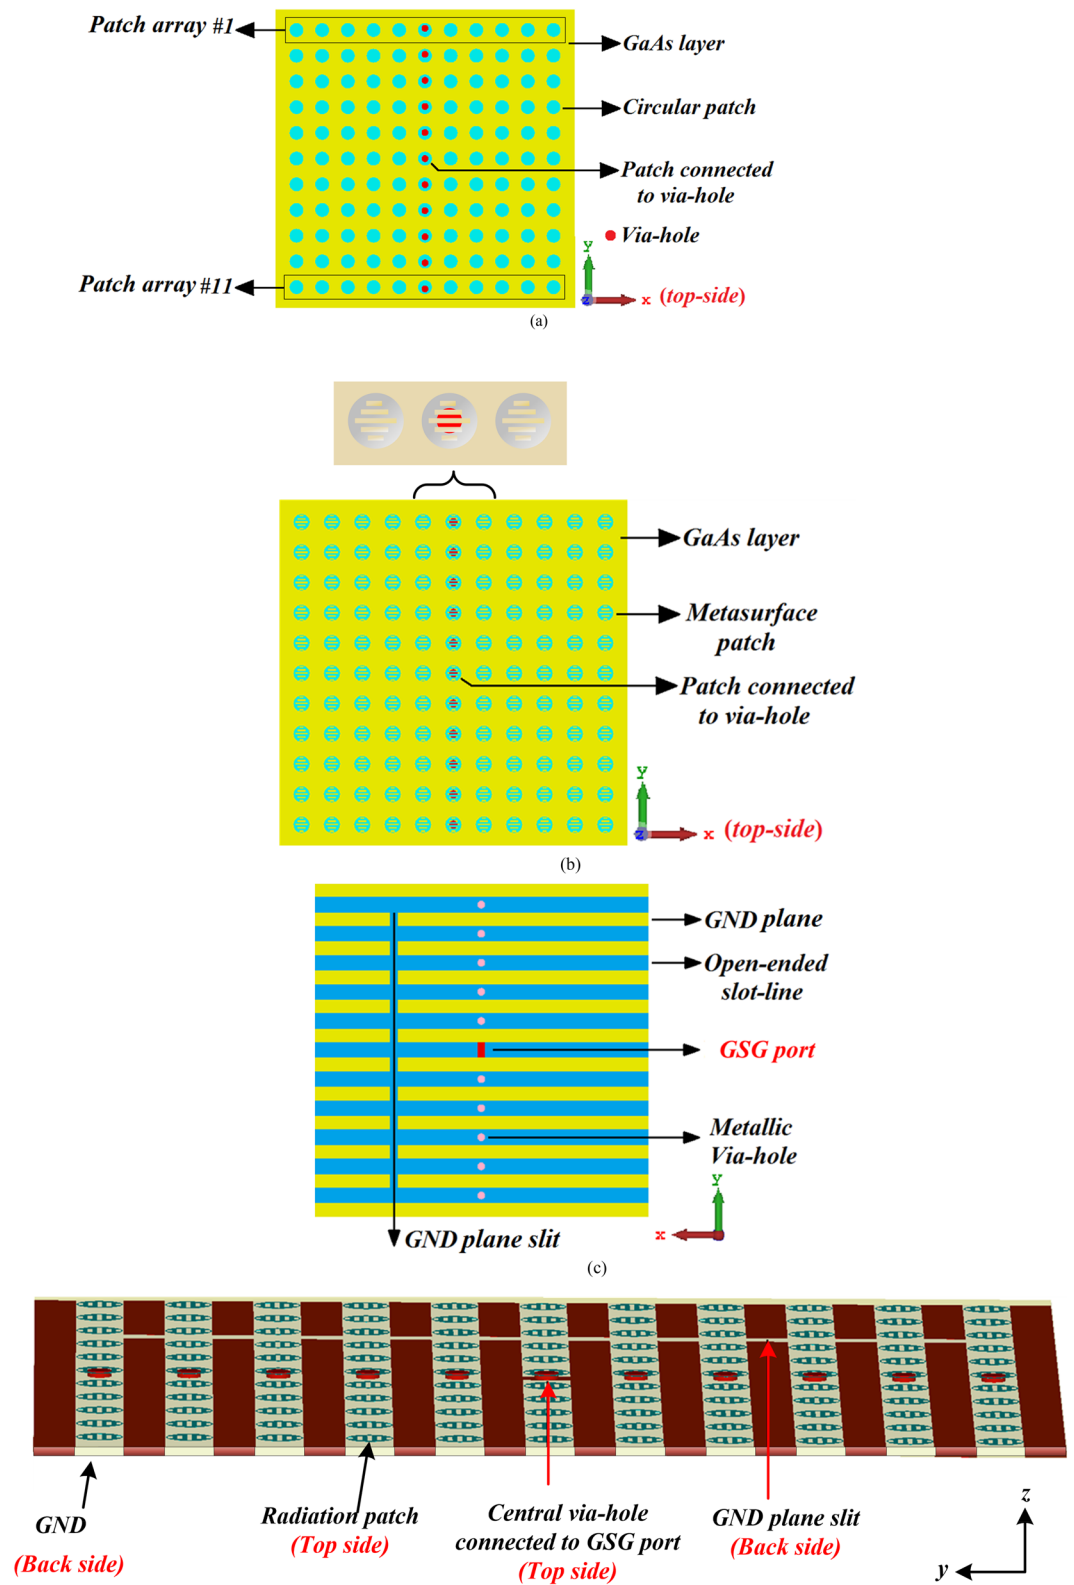 Patch array #1
GaAs layer
Circular patch
Patch connected
to via-hole
Via-hole
Y
Patch array #11
z
x (top-side)
(a)
GaAs layer
Metasurface
patch
Patch connected
to via-hole
Y
z
x (top-side)
(b)
GND plane
Open-ended
slot-line
GSG port
Metallic
Via-hole
Y
x
GND plane slit
(c)
GND
(Back side)
Radiation patch
(Top side)
Central via-hole
connected to GSG port
(Top side)
GND plane slit
(Back side)
z
y